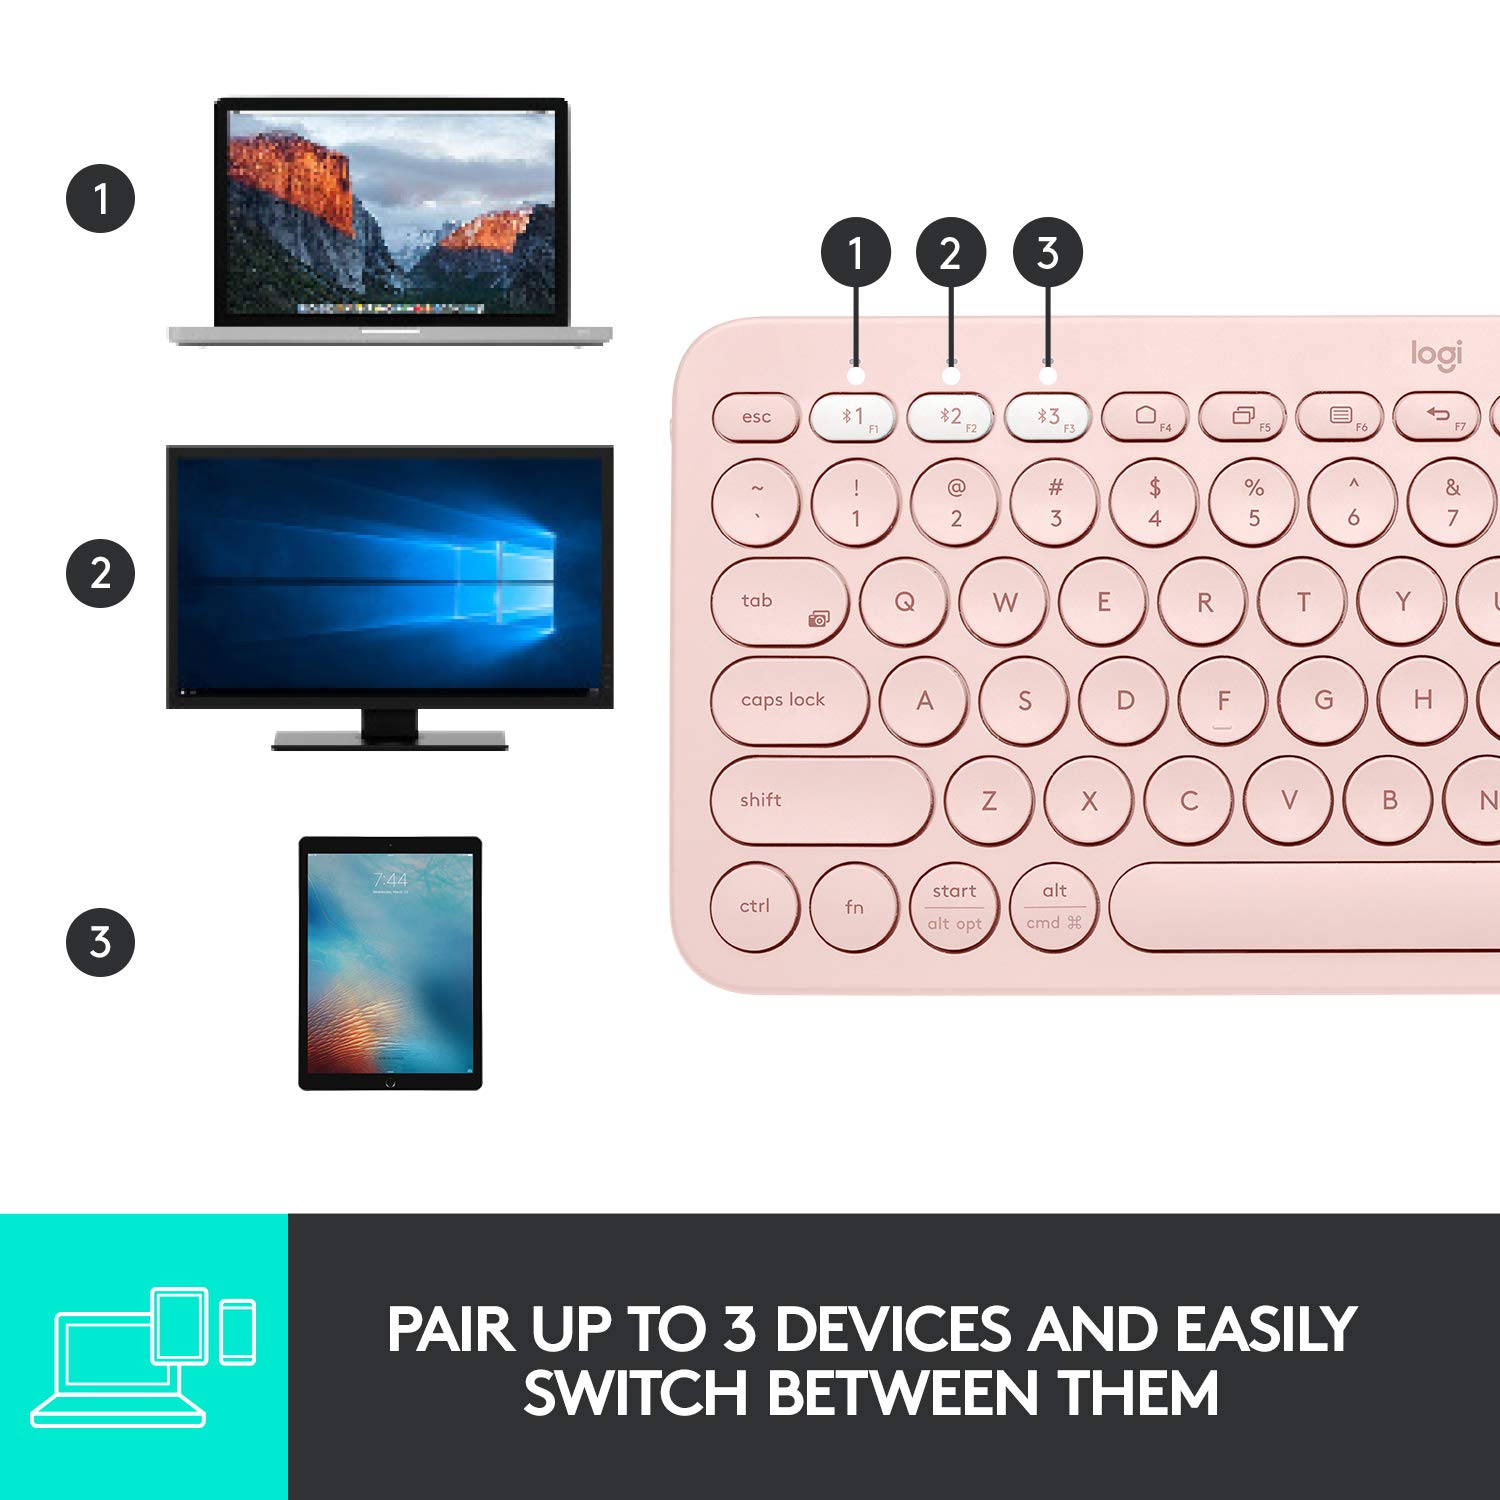 1
2
3
7:44
1 2 3
logi
esc 1 F1 2 F2 3 F3 F4 F5 F6 F7
~ ! @ # $ % ^ &
` 1 2 3 4 5 6 7
tab Q W E R T Y
caps lock A S D F G H
shift Z X C V B N
ctrl fn start alt
alt opt cmd ⌘
PAIR UP TO 3 DEVICES AND EASILY
SWITCH BETWEEN THEM